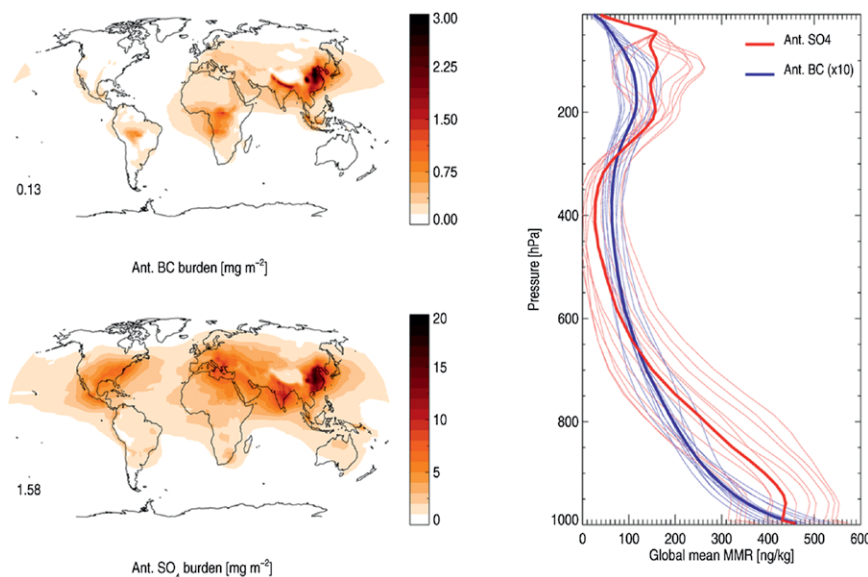 3.00
2.25
1.50
0.75
0.00
0.13
Ant. BC burden [mg m⁻²]
20
15
10
5
0
1.58
Ant. SO₄ burden [mg m⁻²]
Ant. SO4
Ant. BC (x10)
Pressure [hPa]
200
400
600
800
1000
0 100 200 300 400 500 600
Global mean MMR [ng/kg]